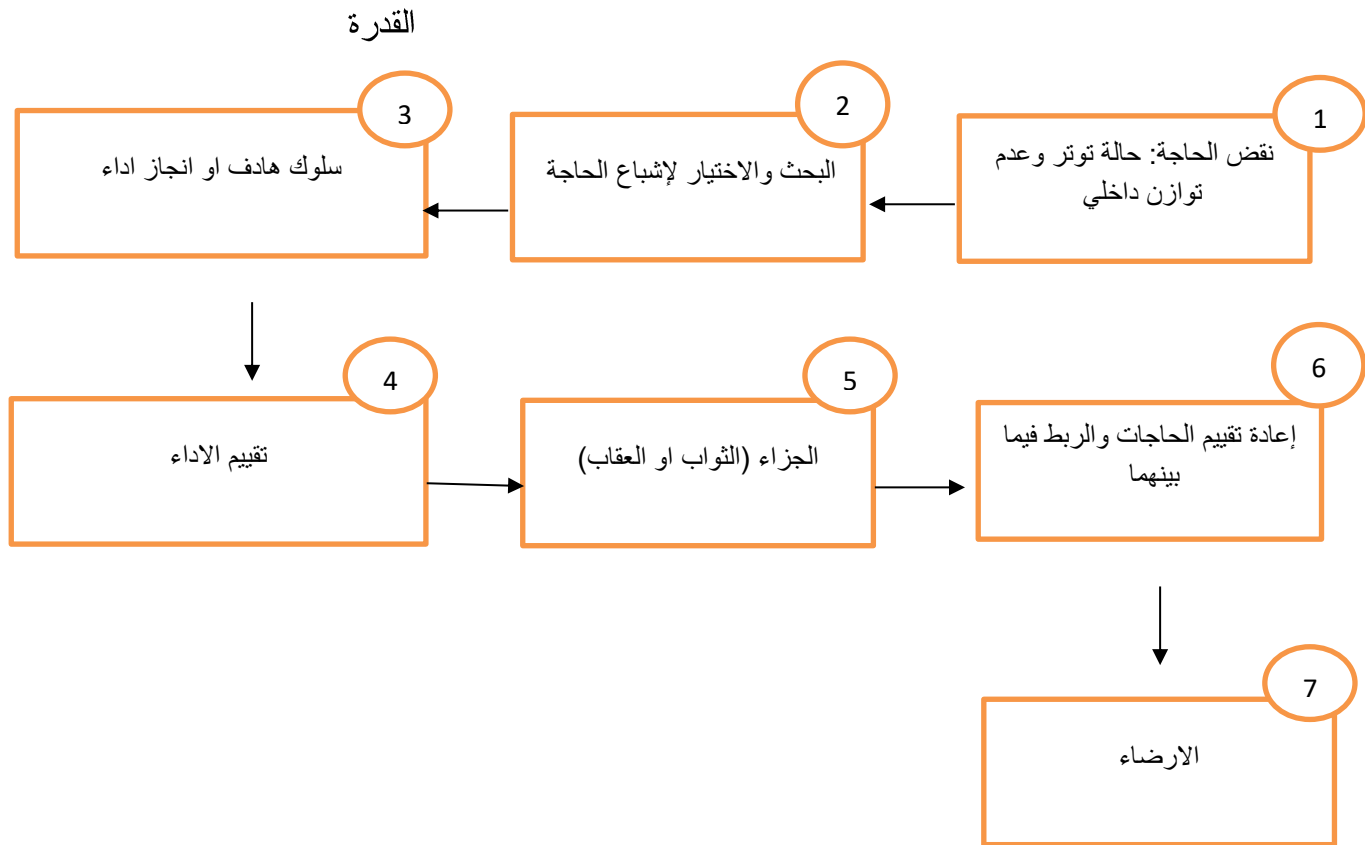 القدرة
1
نقض الحاجة: حالة توتر وعدم
توازن داخلي
2
البحث والاختيار لإشباع الحاجة
3
سلوك هادف او انجاز اداء
4
تقييم الاداء
5
الجزاء (الثواب او العقاب)
6
إعادة تقييم الحاجات والربط فيما
بينهما
7
الارضاء